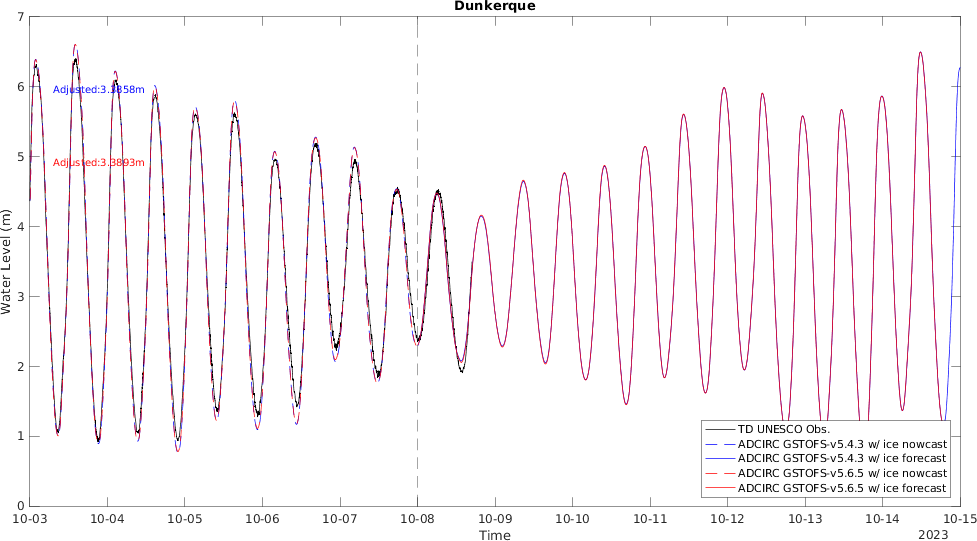 Dunkerque
7
6
5
4
3
2
1
0
Water Level (m)
Adjusted:3.3858m
Adjusted:3.3893m
TD UNESCO Obs.
ADCIRC GSTOFS-v5.4.3 w/ ice nowcast
ADCIRC GSTOFS-v5.4.3 w/ ice forecast
ADCIRC GSTOFS-v5.6.5 w/ ice nowcast
ADCIRC GSTOFS-v5.6.5 w/ ice forecast
10-03 10-04 10-05 10-06 10-07 10-08 10-09 10-10 10-11 10-12 10-13 10-14 10-15
Time
2023